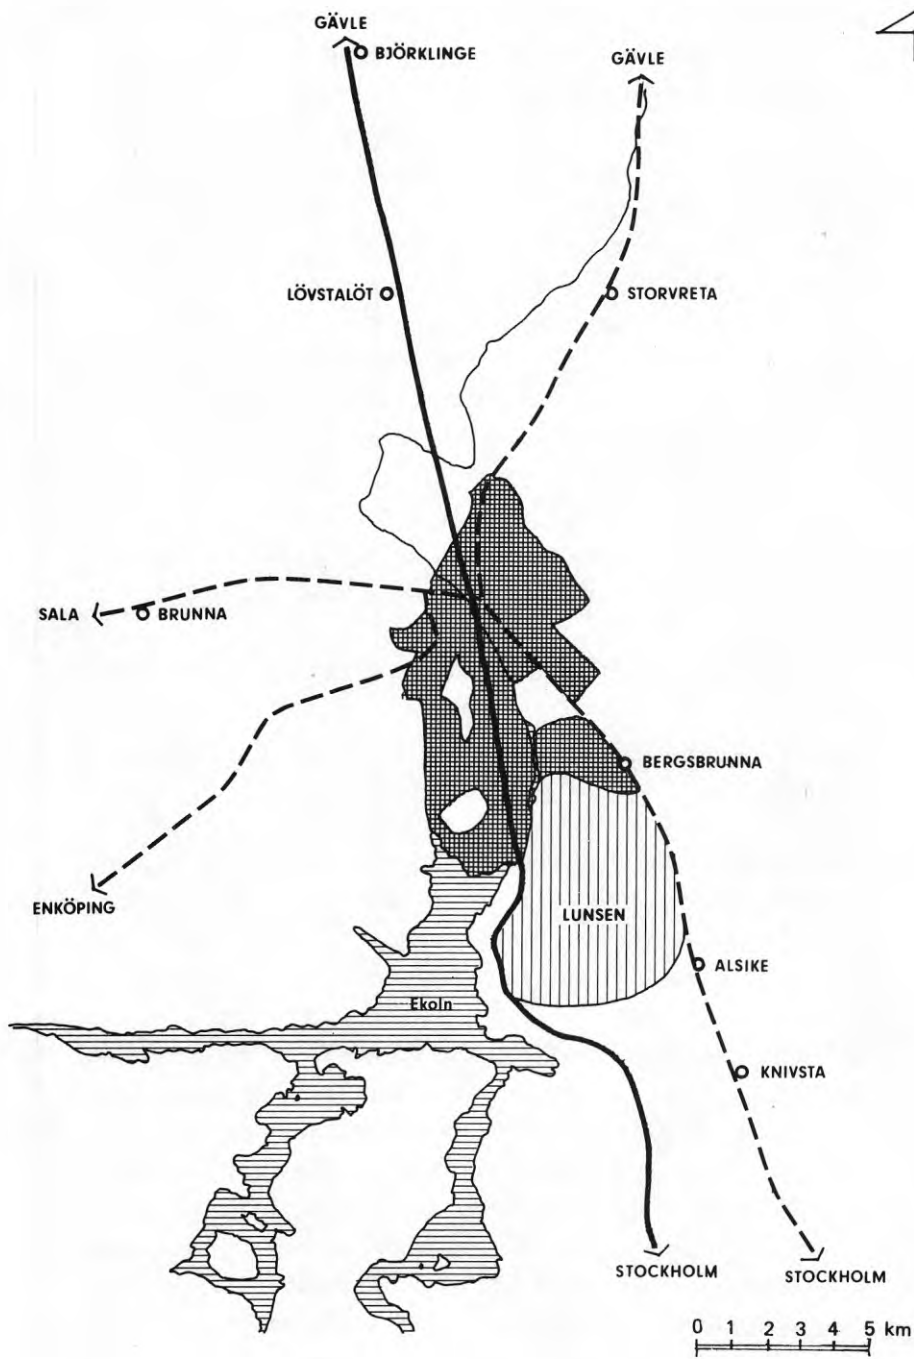 GÄVLE
BJÖRKLINGE
GÄVLE
LÖVSTALÖT
STORVRETA
SALA
BRUNNA
BERGSBRUNNA
ENKÖPING
LUNSEN
ALSIKE
Ekoln
KNIVSTA
STOCKHOLM
STOCKHOLM
0 1 2 3 4 5 km